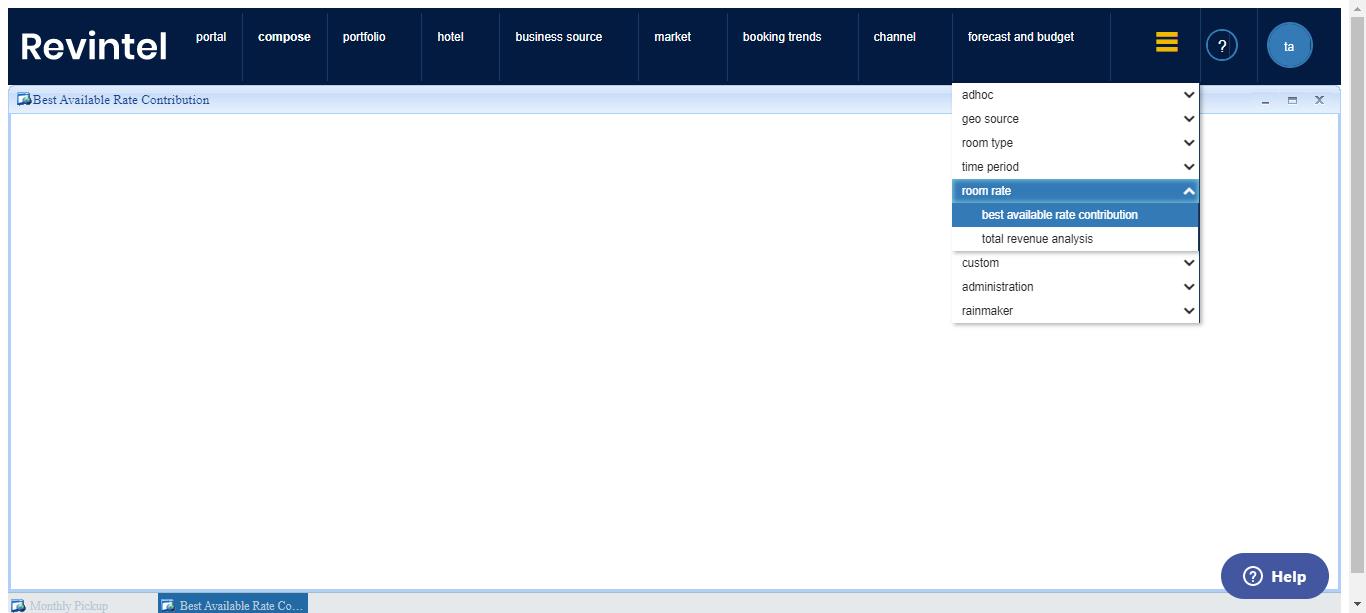 Revintel
portal
compose
portfolio
hotel
business source
market
booking trends
channel
forecast and budget
?
ta
Best Available Rate Contribution
adhoc
geo source
room type
time period
room rate
best available rate contribution
total revenue analysis
custom
administration
rainmaker
? Help
Monthly Pickup
Best Available Rate Co...